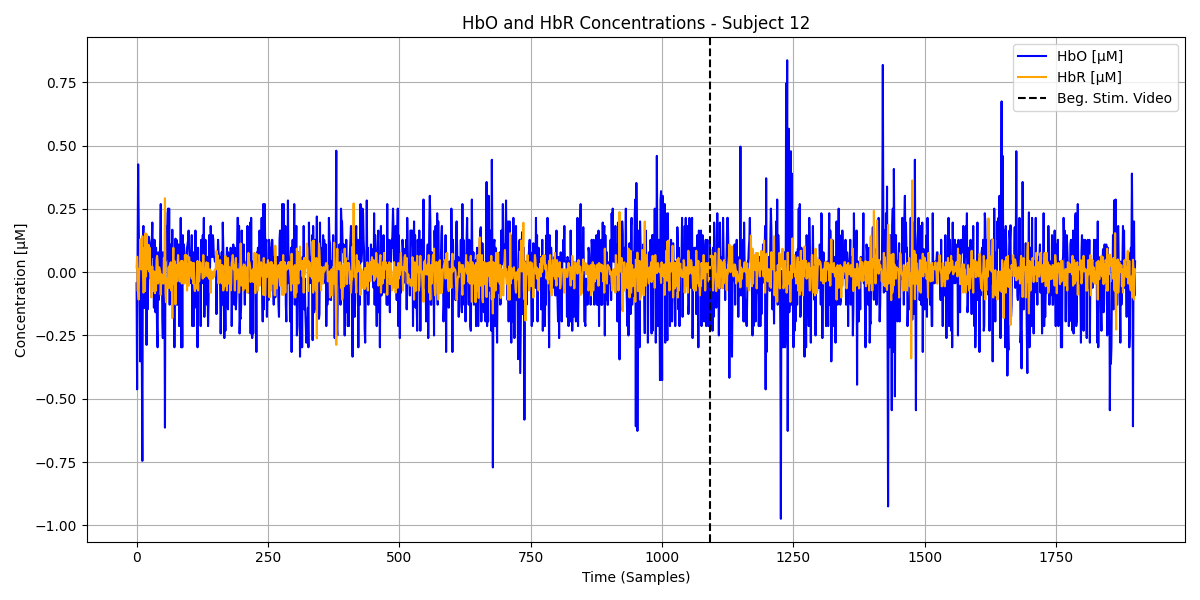 HbO and HbR Concentrations - Subject 12
HbO [µM]
HbR [µM]
Beg. Stim. Video
Concentration [µM]
0.75
0.50
0.25
0.00
−0.25
−0.50
−0.75
−1.00
0 250 500 750 1000 1250 1500 1750
Time (Samples)